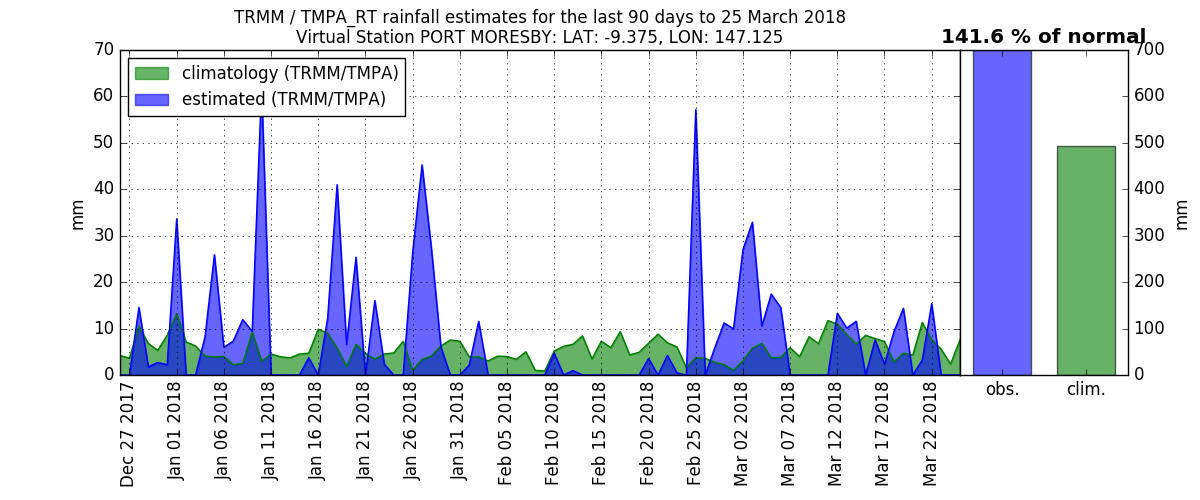 TRMM / TMPA_RT rainfall estimates for the last 90 days to 25 March 2018
Virtual Station PORT MORESBY: LAT: -9.375, LON: 147.125
141.6 % of normal
climatology (TRMM/TMPA)
estimated (TRMM/TMPA)
70
60
50
40
30
20
10
0
mm
Dec 27 2017
Jan 01 2018
Jan 06 2018
Jan 11 2018
Jan 16 2018
Jan 21 2018
Jan 26 2018
Jan 31 2018
Feb 05 2018
Feb 10 2018
Feb 15 2018
Feb 20 2018
Feb 25 2018
Mar 02 2018
Mar 07 2018
Mar 12 2018
Mar 17 2018
Mar 22 2018
obs.
clim.
700
600
500
400
300
200
100
0
mm